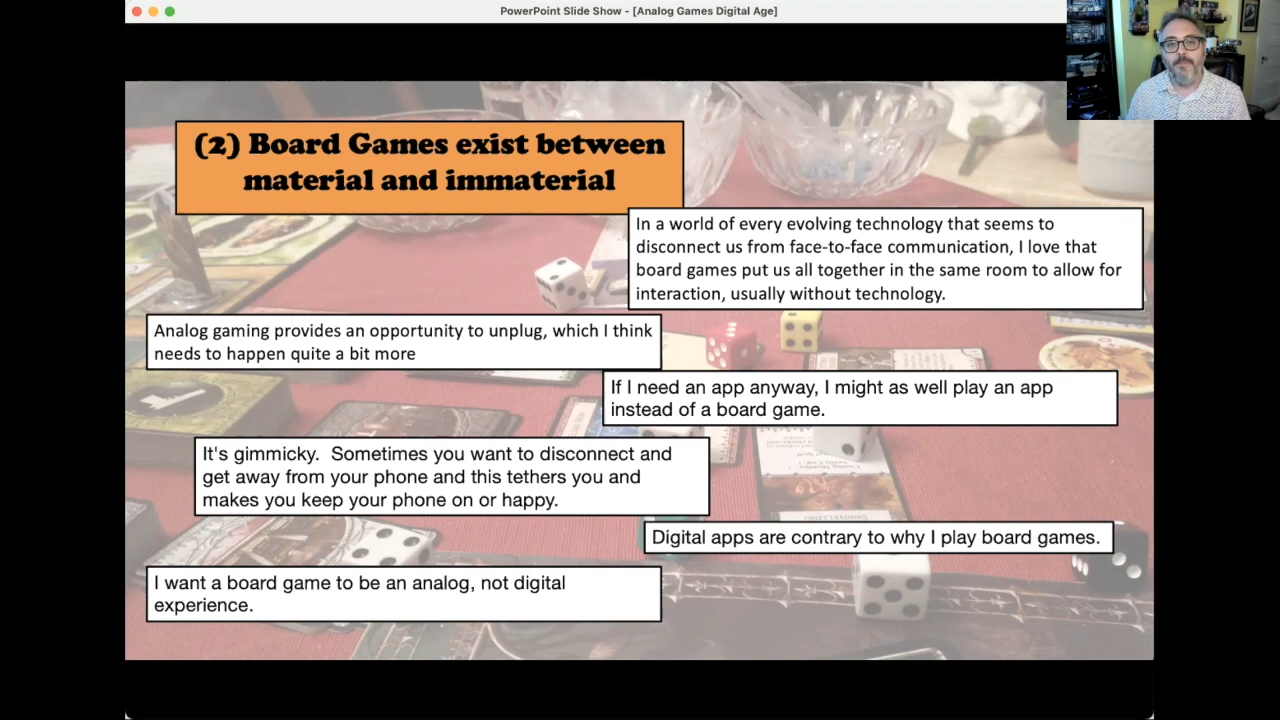 PowerPoint Slide Show - [Analog Games Digital Age]
(2) Board Games exist between
material and immaterial
In a world of every evolving technology that seems to
disconnect us from face-to-face communication, I love that
board games put us all together in the same room to allow for
interaction, usually without technology.
Analog gaming provides an opportunity to unplug, which I think
needs to happen quite a bit more
If I need an app anyway, I might as well play an app
instead of a board game.
It's gimmicky.  Sometimes you want to disconnect and
get away from your phone and this tethers you and
makes you keep your phone on or happy.
Digital apps are contrary to why I play board games.
I want a board game to be an analog, not digital
experience.